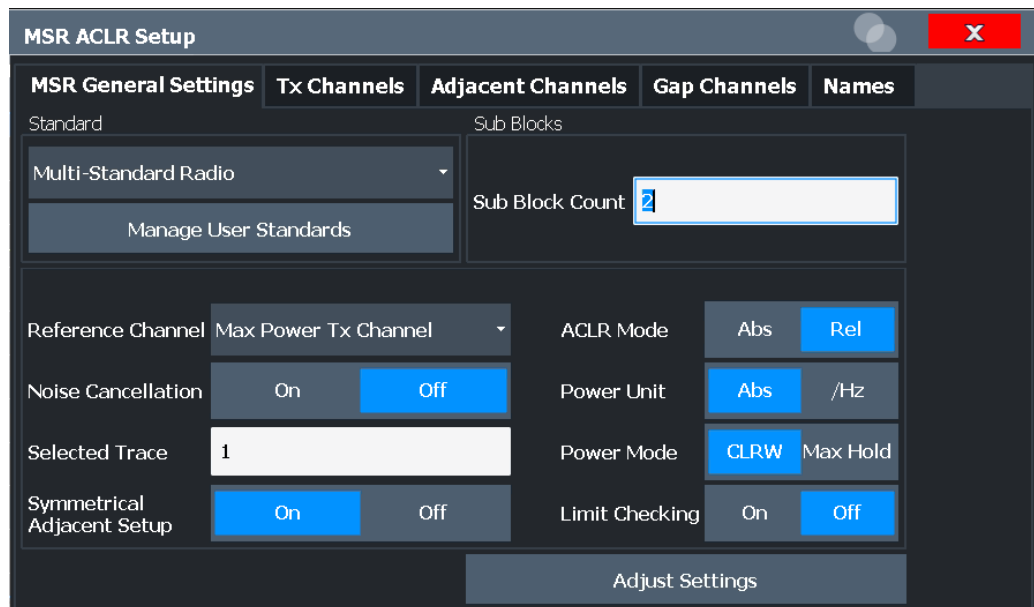 MSR ACLR Setup
X
MSR General Settings Tx Channels Adjacent Channels Gap Channels Names
Standard
Sub Blocks
Multi-Standard Radio
Manage User Standards
Sub Block Count 2
Reference Channel Max Power Tx Channel
ACLR Mode Abs Rel
Noise Cancellation On Off
Power Unit Abs /Hz
Selected Trace 1
Power Mode CLRW Max Hold
Symmetrical
Adjacent Setup On Off
Limit Checking On Off
Adjust Settings